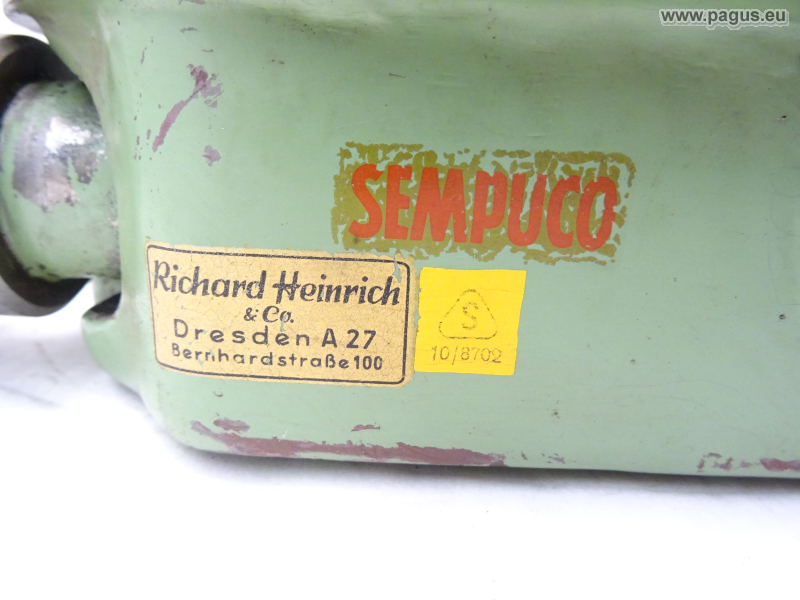 www.pagus.eu
SEMPUCO
Richard Heinrich
& Co.
Dresden A 27
Bernhardstraße 100
S
10/8702